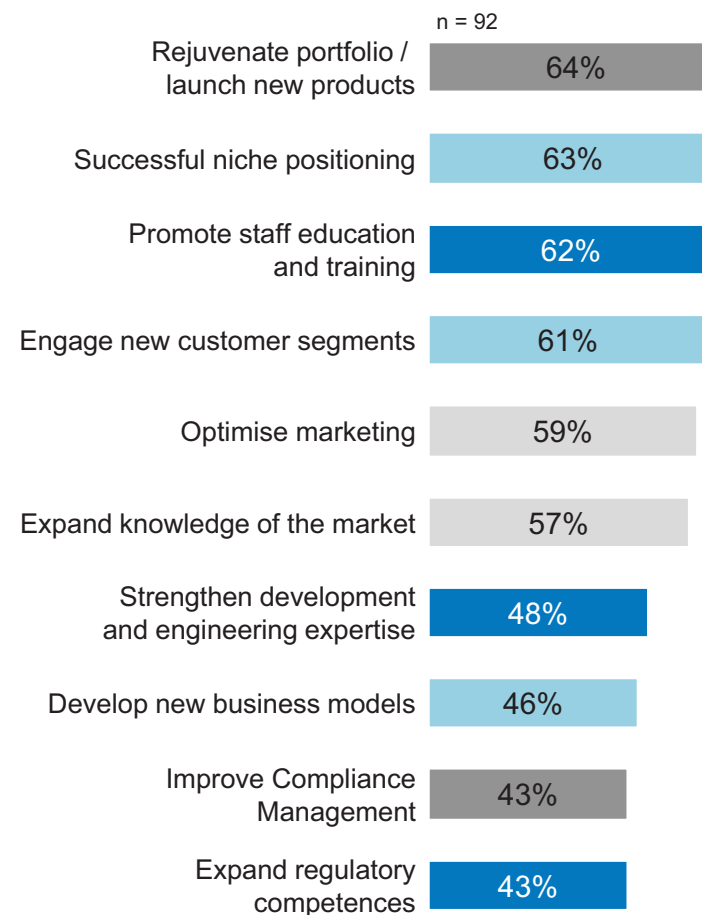 n = 92
Rejuvenate portfolio /
launch new products
64%
Successful niche positioning
63%
Promote staff education
and training
62%
Engage new customer segments
61%
Optimise marketing
59%
Expand knowledge of the market
57%
Strengthen development
and engineering expertise
48%
Develop new business models
46%
Improve Compliance
Management
43%
Expand regulatory
competences
43%